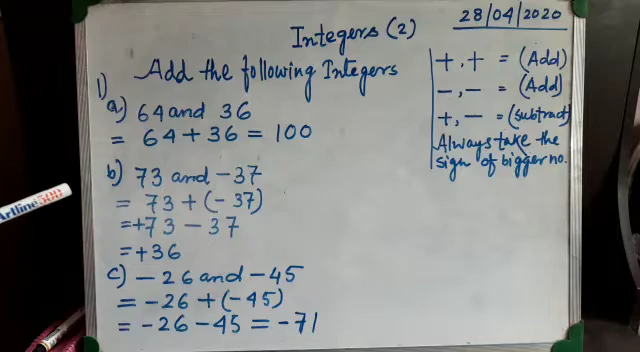 28/04/2020
Integers (2)
1) Add the following Integers
a) 64 and 36
= 64 + 36 = 100
b) 73 and -37
= 73 + (-37)
= +73 - 37
= +36
c) -26 and -45
= -26 + (-45)
= -26 - 45 = -71
+, + = (Add)
-, - = (Add)
+, - = (subtract)
Always take the
sign of bigger no.
Artline 500